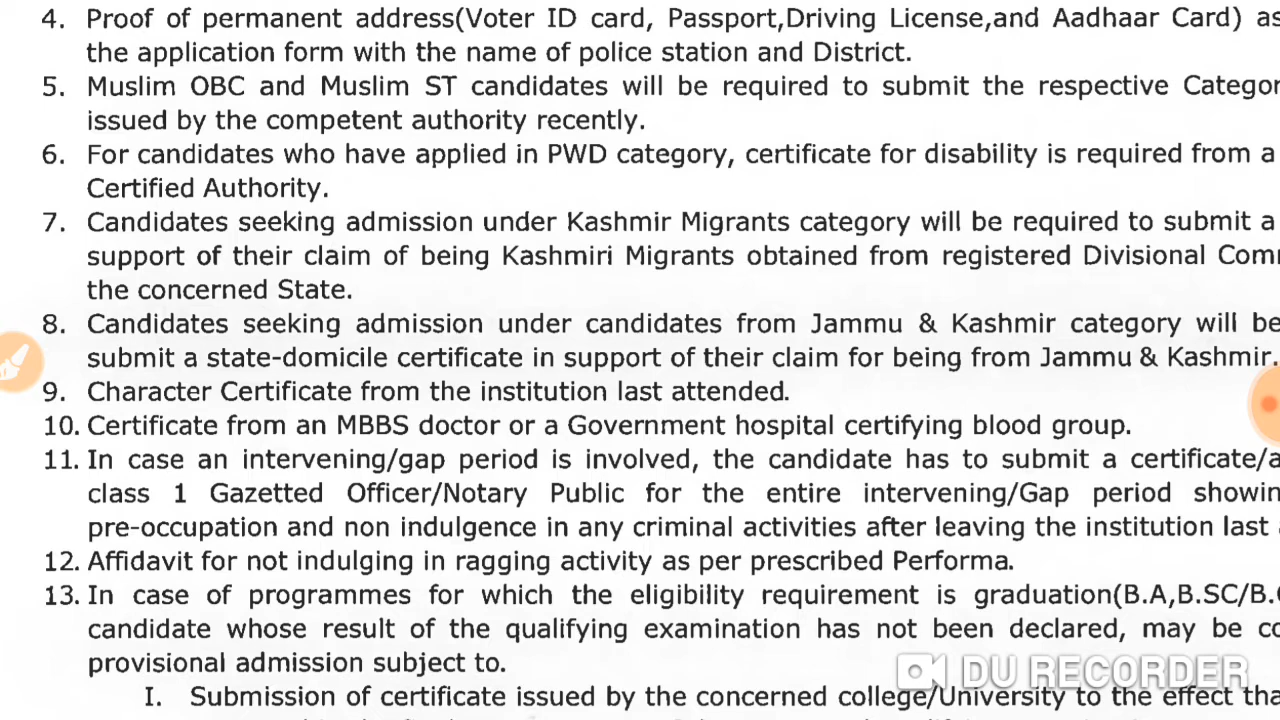 4. Proof of permanent address(Voter ID card, Passport,Driving License,and Aadhaar Card) as
the application form with the name of police station and District.
5. Muslim OBC and Muslim ST candidates will be required to submit the respective Categor
issued by the competent authority recently.
6. For candidates who have applied in PWD category, certificate for disability is required from a
Certified Authority.
7. Candidates seeking admission under Kashmir Migrants category will be required to submit a
support of their claim of being Kashmiri Migrants obtained from registered Divisional Com
the concerned State.
8. Candidates seeking admission under candidates from Jammu & Kashmir category will be
submit a state-domicile certificate in support of their claim for being from Jammu & Kashmir.
9. Character Certificate from the institution last attended.
10. Certificate from an MBBS doctor or a Government hospital certifying blood group.
11. In case an intervening/gap period is involved, the candidate has to submit a certificate/a
class 1 Gazetted Officer/Notary Public for the entire intervening/Gap period showin
pre-occupation and non indulgence in any criminal activities after leaving the institution last
12. Affidavit for not indulging in ragging activity as per prescribed Performa.
13. In case of programmes for which the eligibility requirement is graduation(B.A,B.SC/B.
candidate whose result of the qualifying examination has not been declared, may be co
provisional admission subject to.
I. Submission of certificate issued by the concerned college/University to the effect tha
DU RECORDER